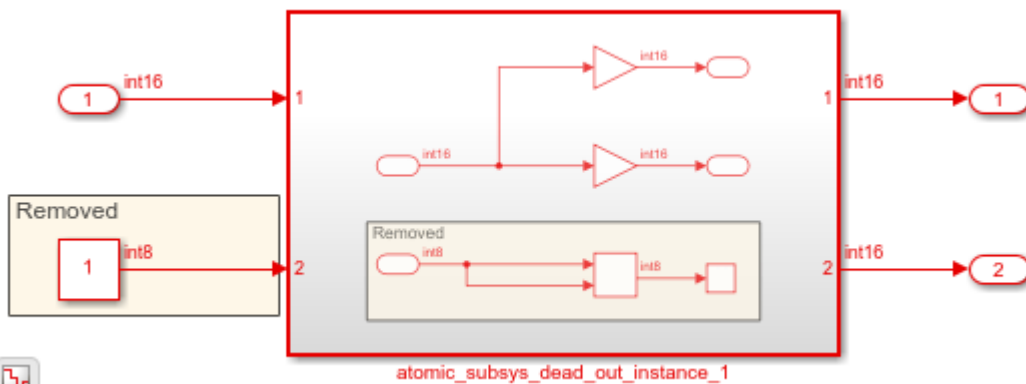 int16
int16
int16
1
1
1
1
int16
int16
Removed
Removed
int8
int8
int8
int16
1
2
2
2
atomic_subsys_dead_out_instance_1